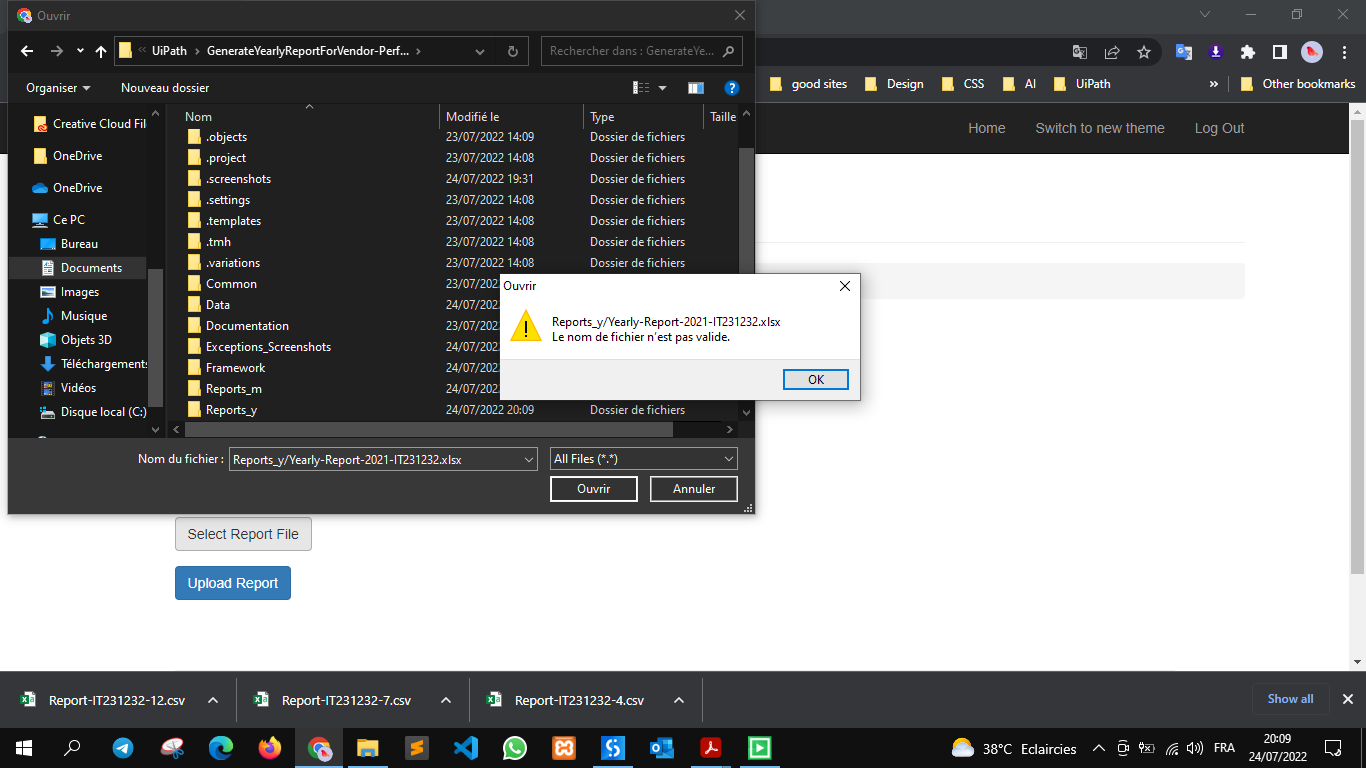 Ouvrir
UiPath
GenerateYearlyReportForVendor-Perf...
Rechercher dans : GenerateYe...
Organiser
Nouveau dossier
good sites
Design
CSS
AI
UiPath
»
Other bookmarks
Home
Switch to new theme
Log Out
Creative Cloud Fil
OneDrive
OneDrive
Ce PC
Bureau
Documents
Images
Musique
Objets 3D
Téléchargements
Vidéos
Disque local (C:)
Nom Modifié le Type Taille
.objects 23/07/2022 14:09 Dossier de fichiers
.project 23/07/2022 14:08 Dossier de fichiers
.screenshots 24/07/2022 19:31 Dossier de fichiers
.settings 23/07/2022 14:08 Dossier de fichiers
.templates 23/07/2022 14:08 Dossier de fichiers
.tmh 23/07/2022 14:08 Dossier de fichiers
.variations 23/07/2022 14:08 Dossier de fichiers
Common 23/07/2022
Data 24/07/2022
Documentation 23/07/2022
Exceptions_Screenshots 24/07/2022
Framework 24/07/2022
Reports_m 24/07/2022
Reports_y 24/07/2022 20:09 Dossier de fichiers
Ouvrir
Reports_y/Yearly-Report-2021-IT231232.xlsx
Le nom de fichier n'est pas valide.
OK
Nom du fichier : Reports_y/Yearly-Report-2021-IT231232.xlsx
All Files (*.*)
Ouvrir
Annuler
Select Report File
Upload Report
Report-IT231232-12.csv
Report-IT231232-7.csv
Report-IT231232-4.csv
Show all
38°C Eclaircies
FRA
20:09
24/07/2022